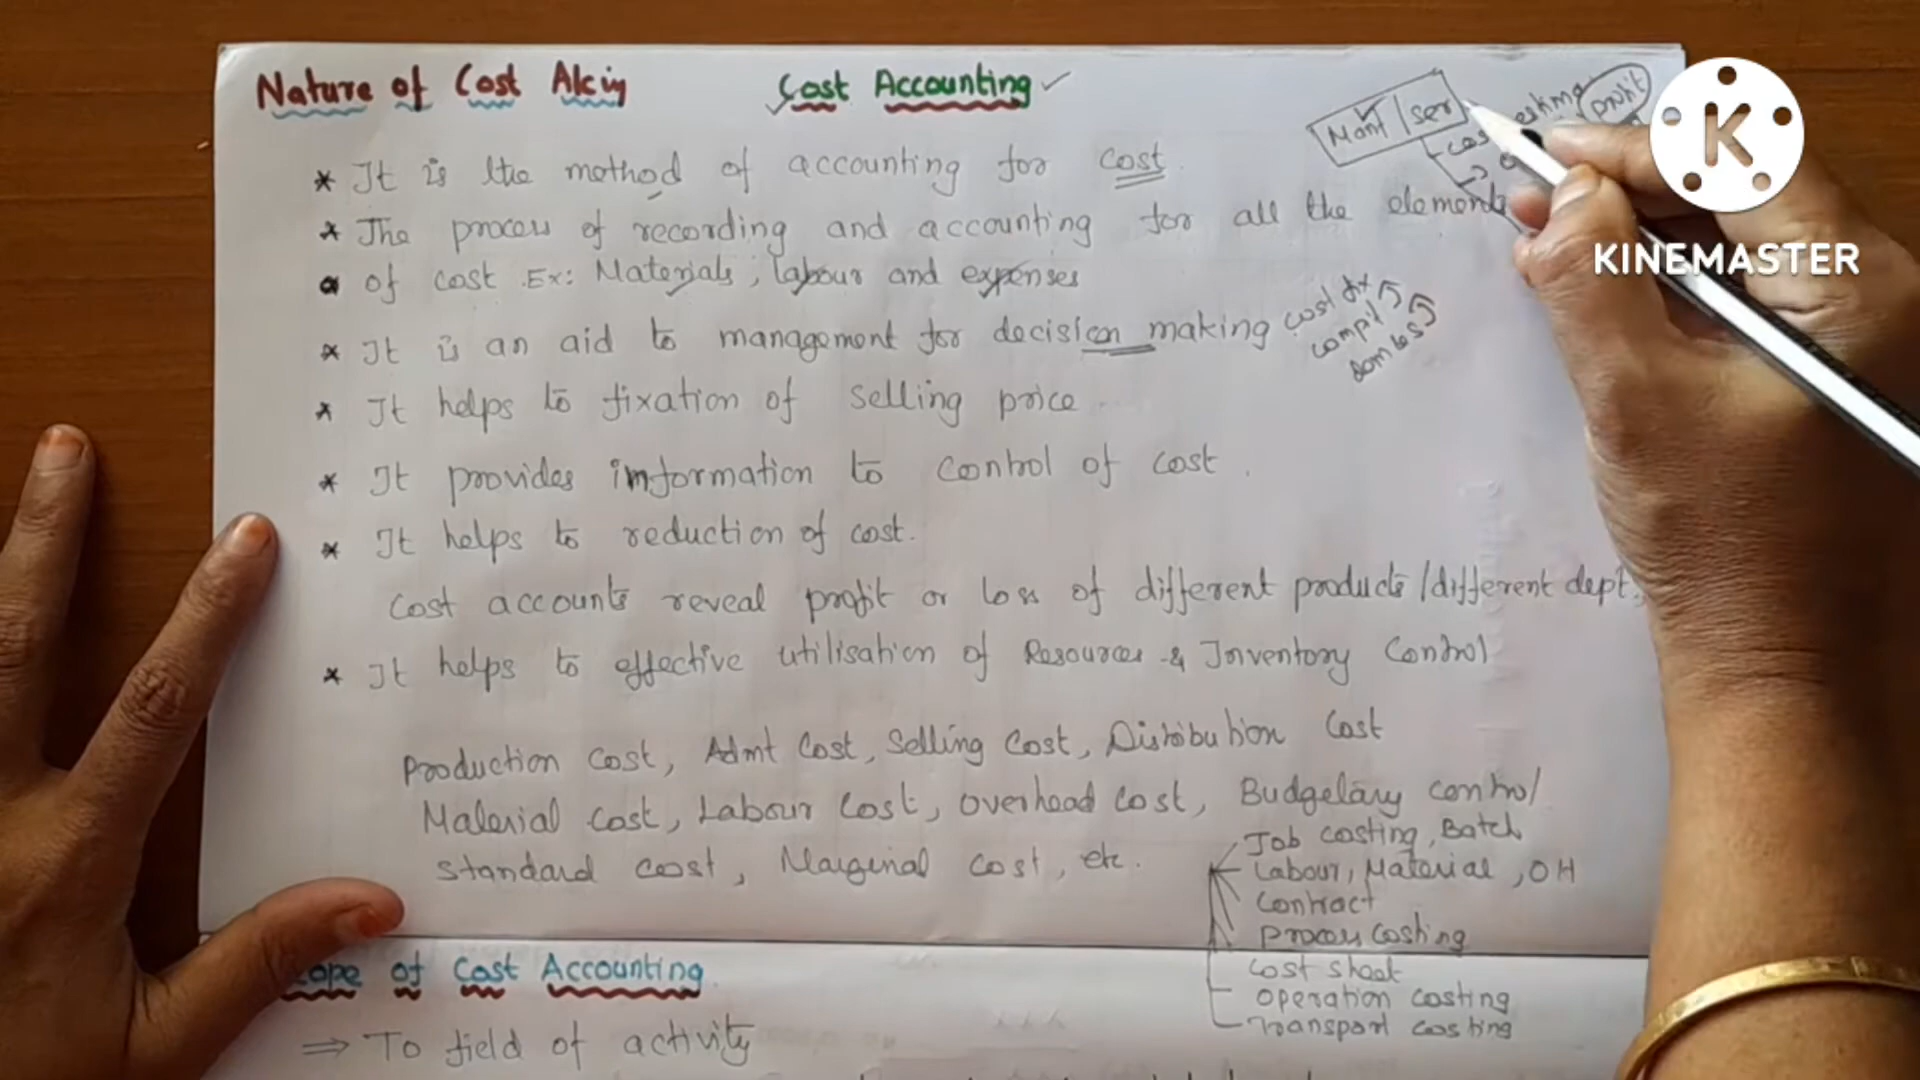 Nature of Cost A/cing
Cost Accounting
Manf / ser
profit
* It is the method of accounting for cost.
* The process of recording and accounting for all the elements
of cost. Ex: Materials, labour and expenses
* It is an aid to management for decision making
cost fix
* It helps to fixation of selling price
* It provides information to control of cost.
* It helps to reduction of cost.
Cost accounts reveal profit or loss of different products/different dept.
* It helps to effective utilisation of Resources & Inventory Control
Production cost, Admt Cost, Selling Cost, Distribution Cost
Material Cost, Labour Cost, overhead cost, Budgetary control
Standard cost, Marginal cost, etc.
Job costing, Batch
Labour, Material, OH
Contract
Process costing
Cost sheet
operation costing
Transport costing
cope of Cost Accounting
⇒ To field of activity
K
KINEMASTER